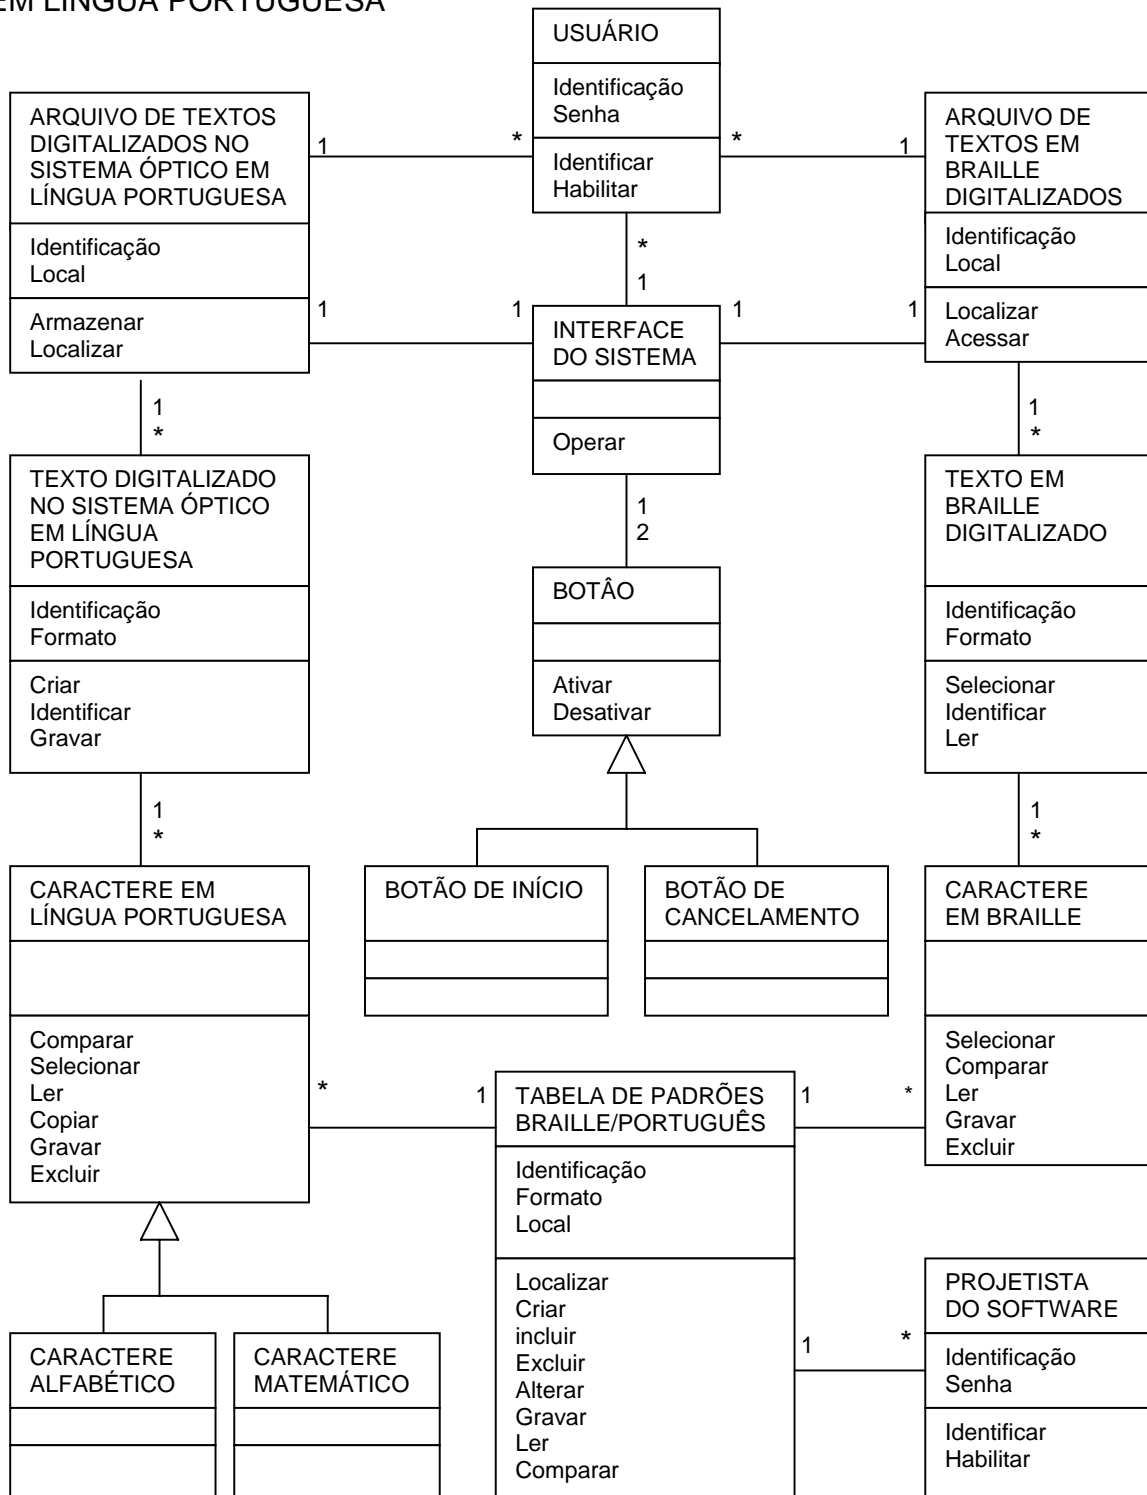 EM LÍNGUA PORTUGUESA
USUÁRIO
Identificação
Senha
Identificar
Habilitar
ARQUIVO DE TEXTOS
DIGITALIZADOS NO
SISTEMA ÓPTICO EM
LÍNGUA PORTUGUESA
Identificação
Local
Armazenar
Localizar
1
*
*
1
ARQUIVO DE
TEXTOS EM
BRAILLE
DIGITALIZADOS
Identificação
Local
Localizar
Acessar
*
1
1
1
1
1
INTERFACE
DO SISTEMA
Operar
1
*
1
*
1
2
TEXTO DIGITALIZADO
NO SISTEMA ÓPTICO
EM LÍNGUA
PORTUGUESA
Identificação
Formato
Criar
Identificar
Gravar
BOTÂO
Ativar
Desativar
TEXTO EM
BRAILLE
DIGITALIZADO
Identificação
Formato
Selecionar
Identificar
Ler
1
*
1
*
CARACTERE EM
LÍNGUA PORTUGUESA
Comparar
Selecionar
Ler
Copiar
Gravar
Excluir
BOTÃO DE INÍCIO
BOTÃO DE
CANCELAMENTO
CARACTERE
EM BRAILLE
Selecionar
Comparar
Ler
Gravar
Excluir
*
1
1
*
TABELA DE PADRÕES
BRAILLE/PORTUGUÊS
Identificação
Formato
Local
Localizar
Criar
incluir
Excluir
Alterar
Gravar
Ler
Comparar
1
*
PROJETISTA
DO SOFTWARE
Identificação
Senha
Identificar
Habilitar
CARACTERE
ALFABÉTICO
CARACTERE
MATEMÁTICO